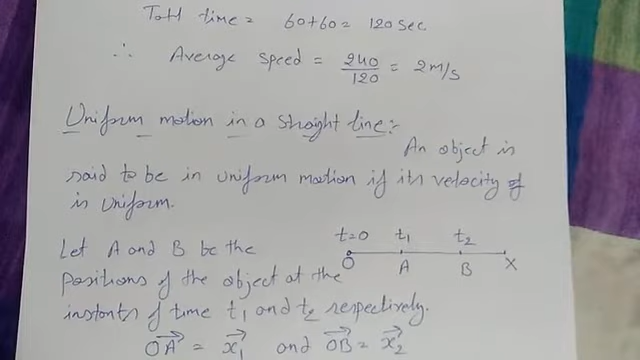 Totl time = 60+60 = 120 sec
∴ Average speed = 240/120 = 2 m/s
Uniform motion in a straight line:-
An object is
said to be in uniform motion if its velocity of
is uniform.
Let A and B be the
positions of the object at the
instants of time t₁ and t₂ respectively.
t=0 t₁ t₂
O A B X
→OA = →x₁ and →OB = →x₂